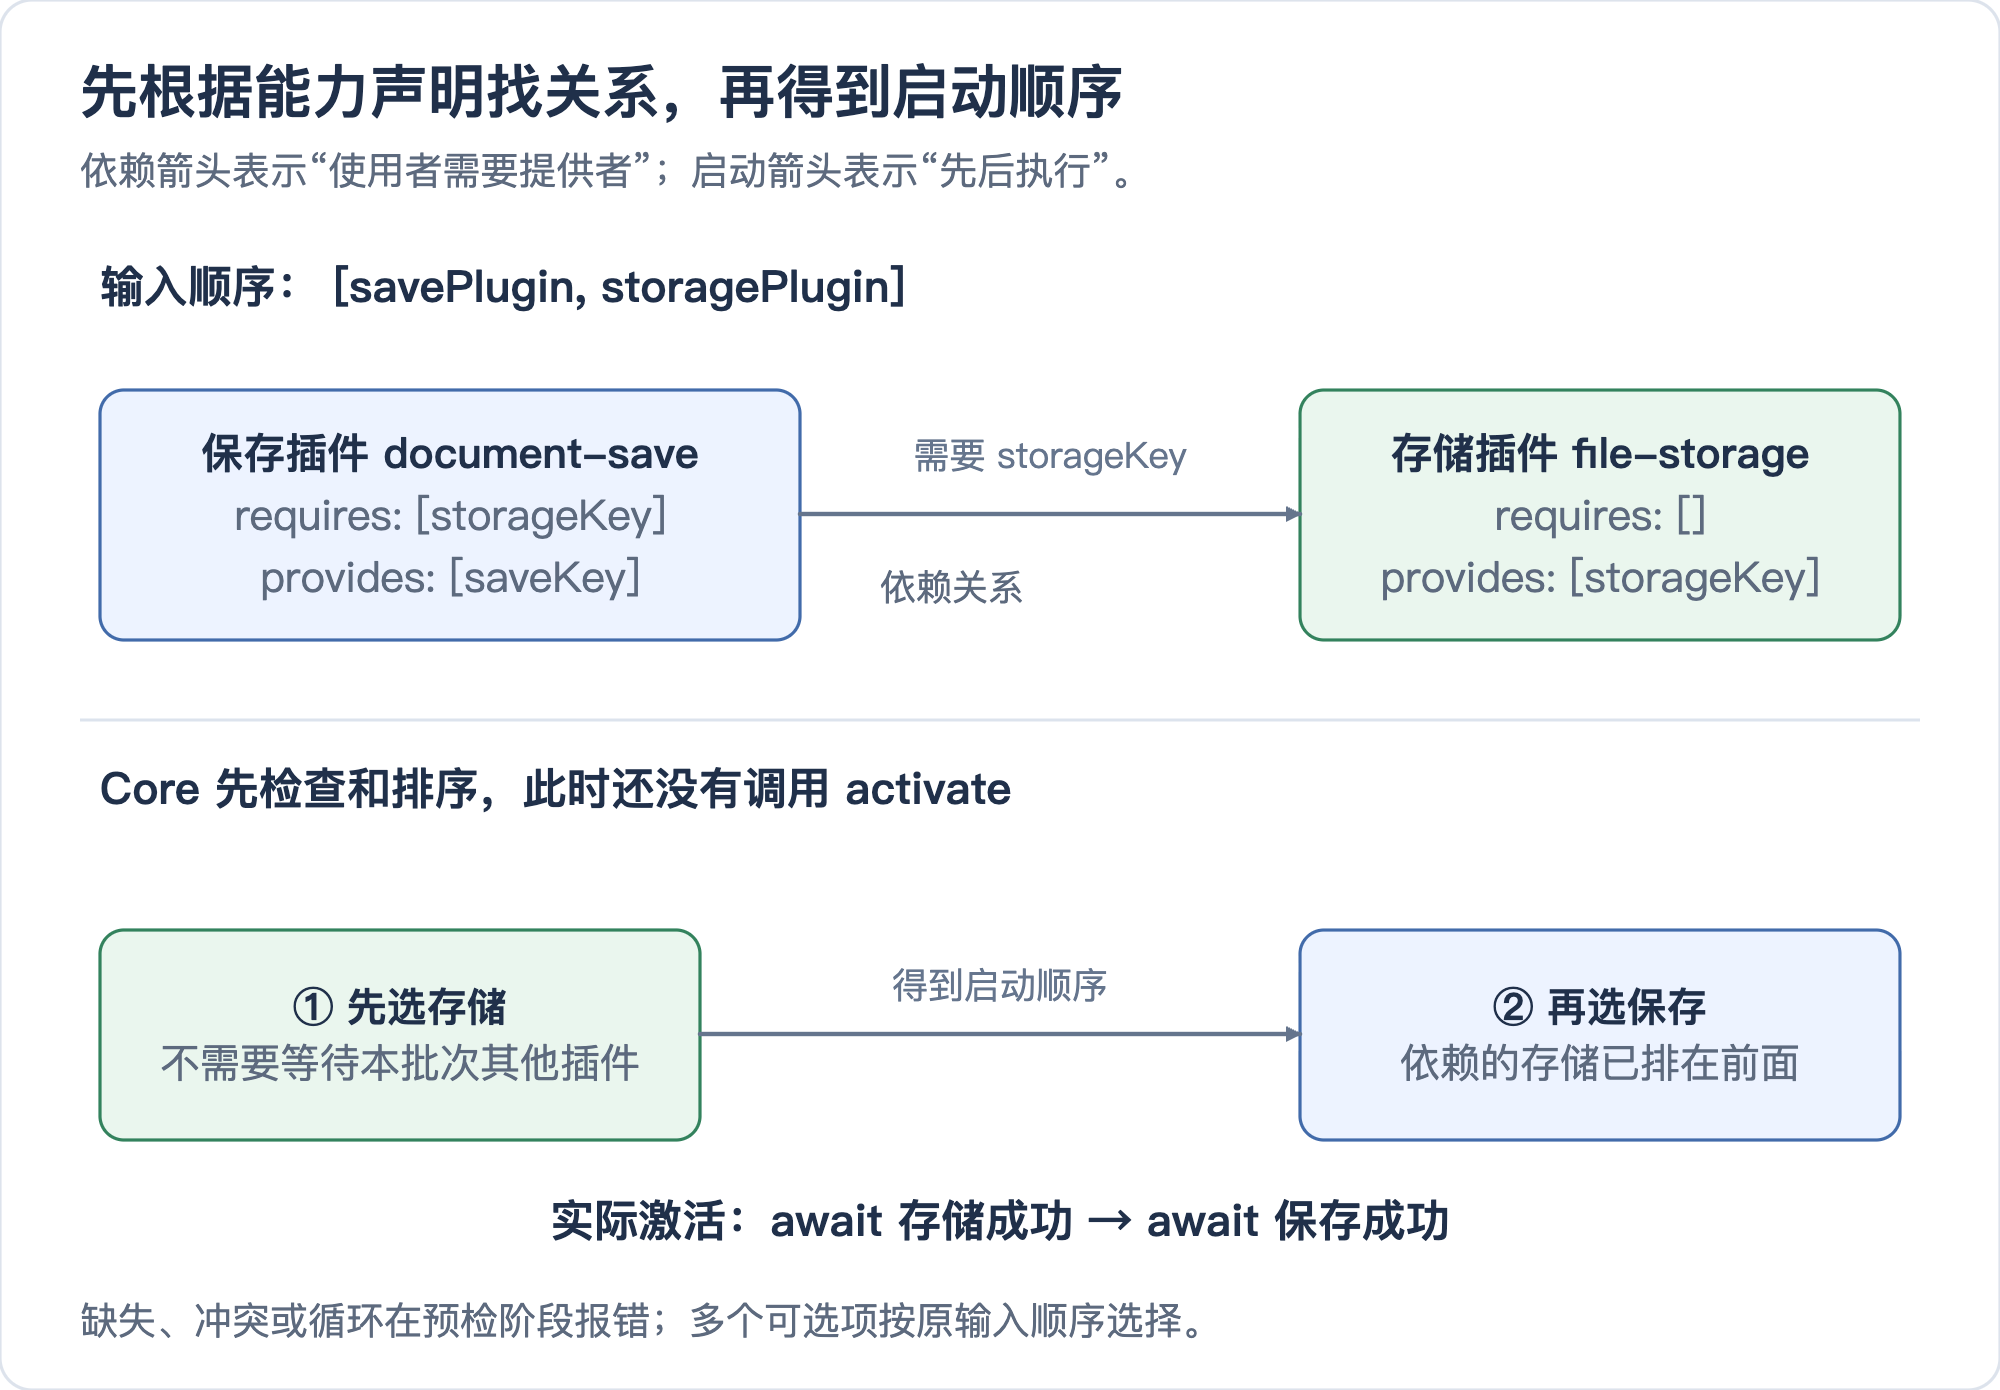 先根据能力声明找关系，再得到启动顺序
依赖箭头表示“使用者需要提供者”；启动箭头表示“先后执行”。
输入顺序： [savePlugin, storagePlugin]
保存插件 document–save
requires: [storageKey]
provides: [saveKey]
需要 storageKey
依赖关系
存储插件 file–storage
requires: []
provides: [storageKey]
Core 先检查和排序，此时还没有调用 activate
① 先选存储
不需要等待本批次其他插件
得到启动顺序
② 再选保存
依赖的存储已排在前面
实际激活：await 存储成功 → await 保存成功
缺失、冲突或循环在预检阶段报错；多个可选项按原输入顺序选择。